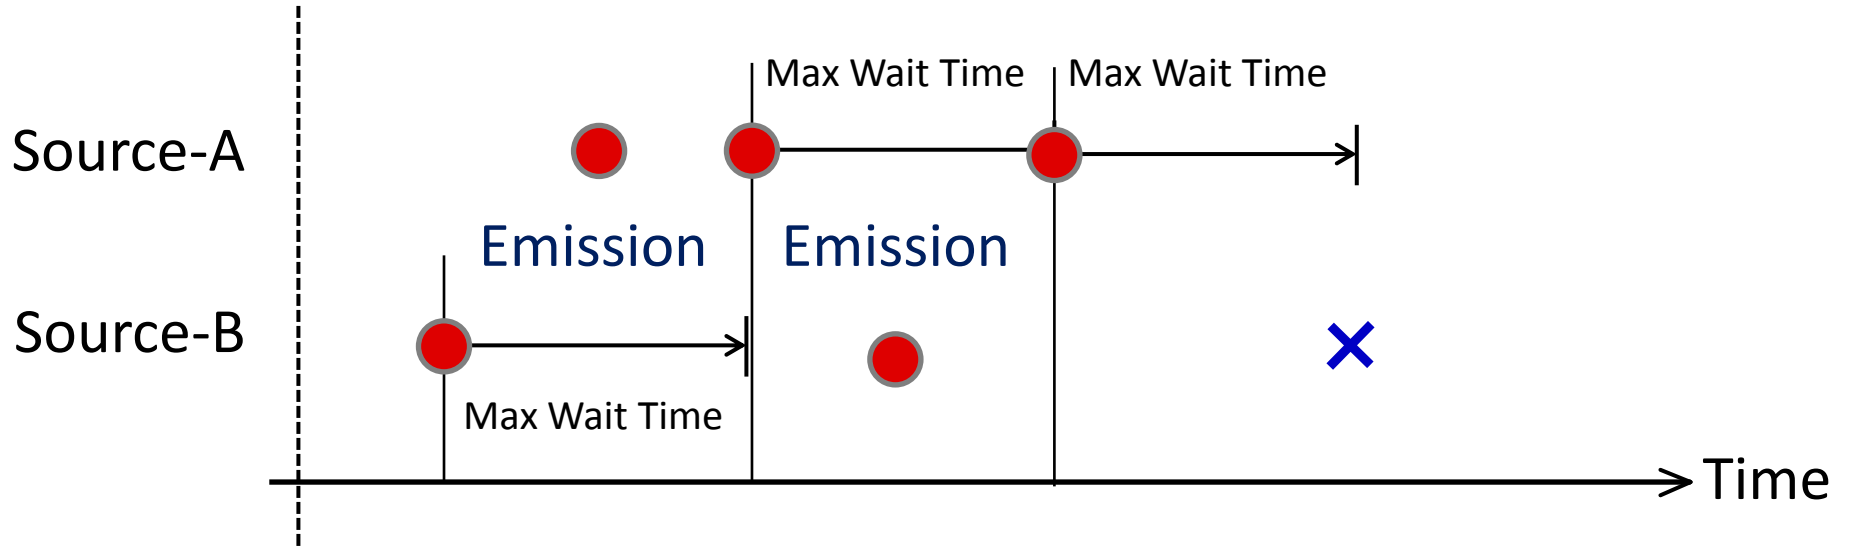 Max Wait Time
Max Wait Time
Source-A
Emission
Emission
Source-B
Max Wait Time
Time